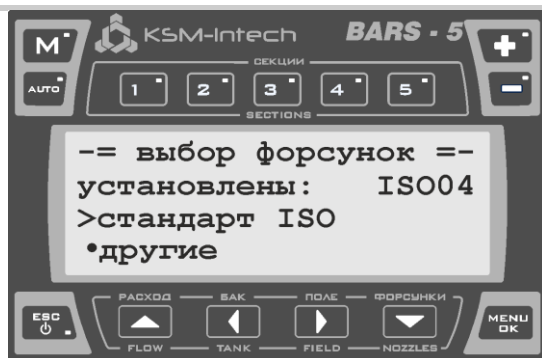 M KSM-Intech BARS - 5 +
AUTO СЕКЦИИ -
1 2 3 4 5
SECTIONS
-= выбор форсунок =-
установлены: ISO04
>стандарт ISO
•другие
ESC РАСХОД БАК ПОЛЕ ФОРСУНКИ MENU OK
FLOW TANK FIELD NOZZLES